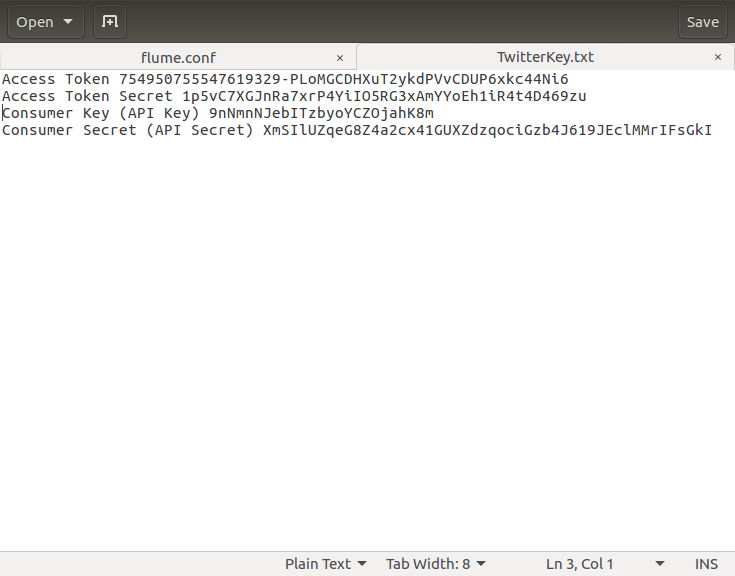 Open
Save
flume.conf ×
TwitterKey.txt ×
Access Token 754950755547619329-PLoMGCDHXuT2ykdPVvCDUP6xkc44Ni6
Access Token Secret 1p5vC7XGJnRa7xrP4YiIO5RG3xAmYYoEh1iR4t4D469zu
Consumer Key (API Key) 9nNmnNJebITzbyoYCZOjahK8m
Consumer Secret (API Secret) XmSIlUZqeG8Z4a2cx41GUXZdzqociGzb4J619JEclMMrIFsGkI
Plain Text Tab Width: 8 Ln 3, Col 1 INS